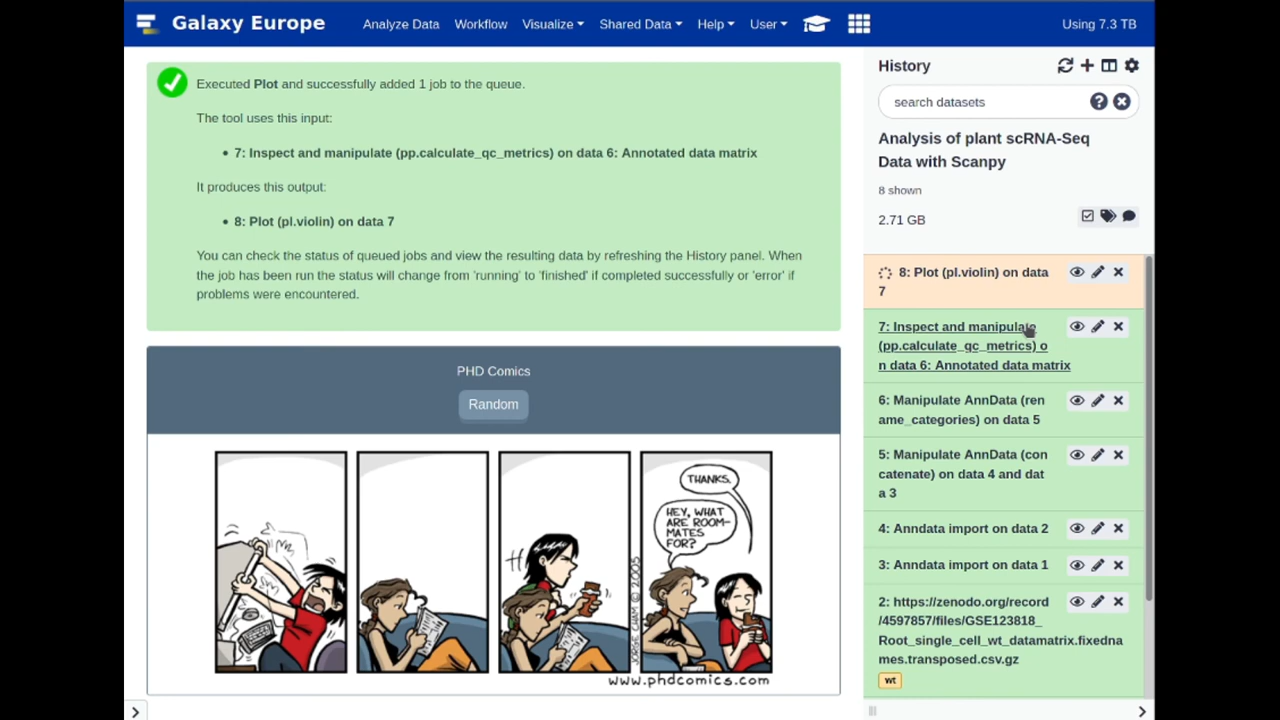 Galaxy Europe
Analyze Data Workflow Visualize Shared Data Help User Using 7.3 TB
Executed Plot and successfully added 1 job to the queue.
The tool uses this input:
7: Inspect and manipulate (pp.calculate_qc_metrics) on data 6: Annotated data matrix
It produces this output:
8: Plot (pl.violin) on data 7
You can check the status of queued jobs and view the resulting data by refreshing the History panel. When
the job has been run the status will change from 'running' to 'finished' if completed successfully or 'error' if
problems were encountered.
PHD Comics
Random
THANKS.
HEY, WHAT
ARE ROOM-
MATES
FOR?
JORGE CHAM © 2005
www.phdcomics.com
History
search datasets
Analysis of plant scRNA-Seq
Data with Scanpy
8 shown
2.71 GB
8: Plot (pl.violin) on data
7
7: Inspect and manipulate
(pp.calculate_qc_metrics) o
n data 6: Annotated data matrix
6: Manipulate AnnData (ren
ame_categories) on data 5
5: Manipulate AnnData (con
catenate) on data 4 and dat
a 3
4: Anndata import on data 2
3: Anndata import on data 1
2: https://zenodo.org/record
/4597857/files/GSE123818_
Root_single_cell_wt_datamatrix.fixedna
mes.transposed.csv.gz
wt